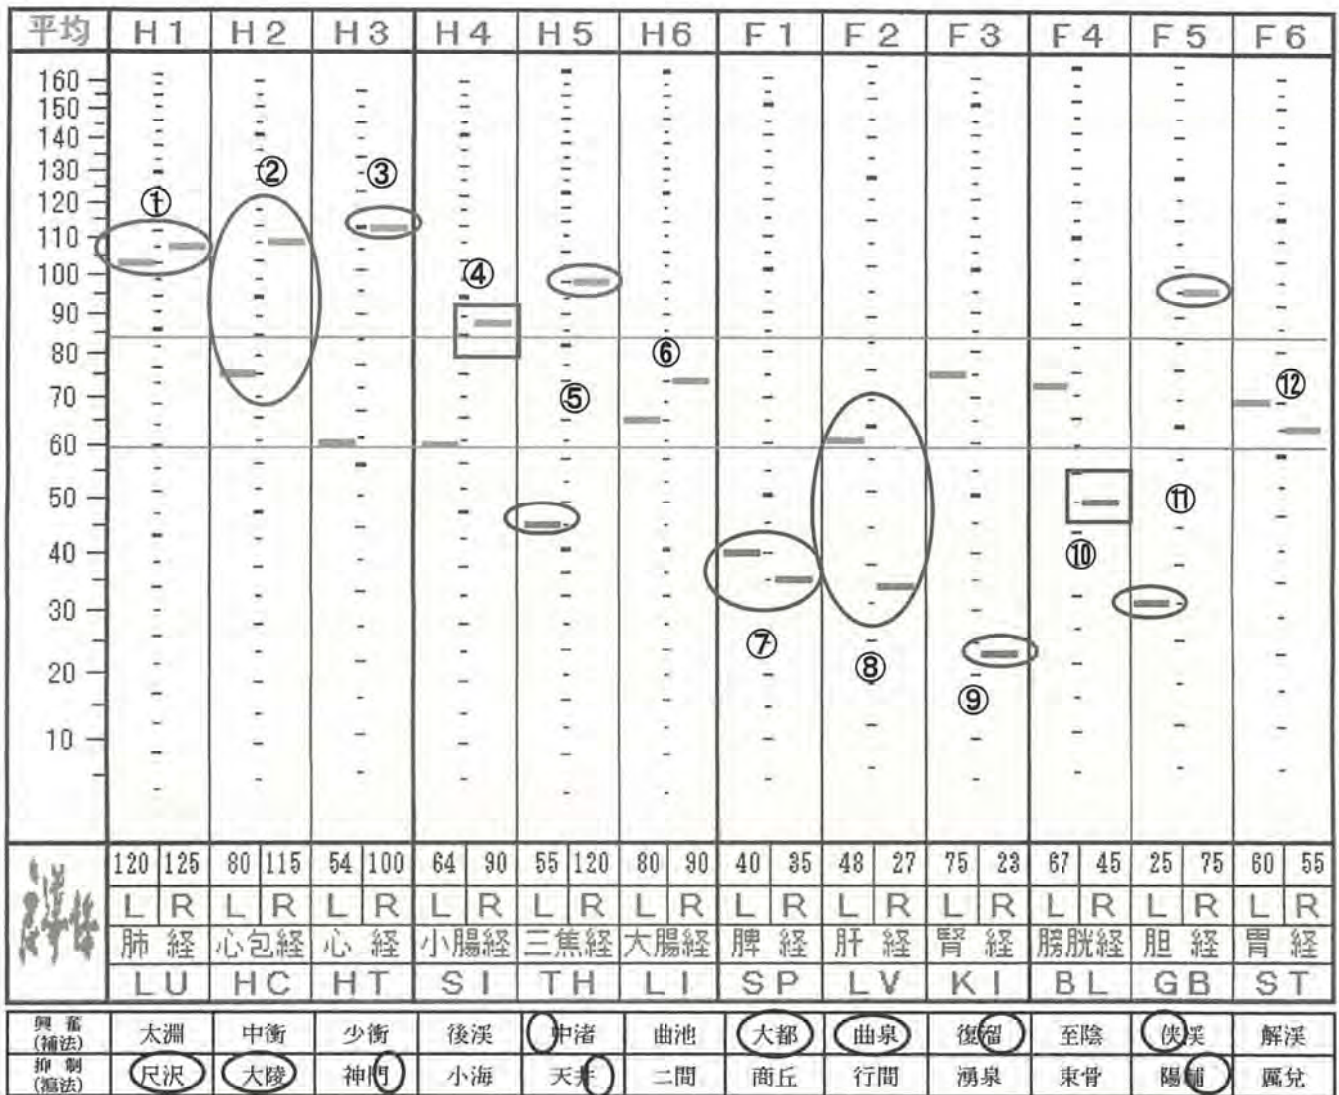 平均 H1 H2 H3 H4 H5 H6 F1 F2 F3 F4 F5 F6
160
150
140
130
120
110
100
90
80
70
60
50
40
30
20
10
① ② ③ ④ ⑤ ⑥ ⑦ ⑧ ⑨ ⑩ ⑪ ⑫
120 125 80 115 54 100 64 90 55 120 80 90 40 35 48 27 75 23 67 45 25 75 60 55
L R L R L R L R L R L R L R L R L R L R L R L R
肺経 心包経 心経 小腸経 三焦経 大腸経 脾経 肝経 腎経 膀胱経 胆経 胃経
LU HC HT SI TH LI SP LV KI BL GB ST
興奮(補法) 太淵 中衝 少衝 後渓 中渚 曲池 大都 曲泉 復溜 至陰 侠渓 解渓
抑制(瀉法) 尺沢 大陵 神門 小海 天井 二間 商丘 行間 湧泉 束骨 陽輔 厲兌